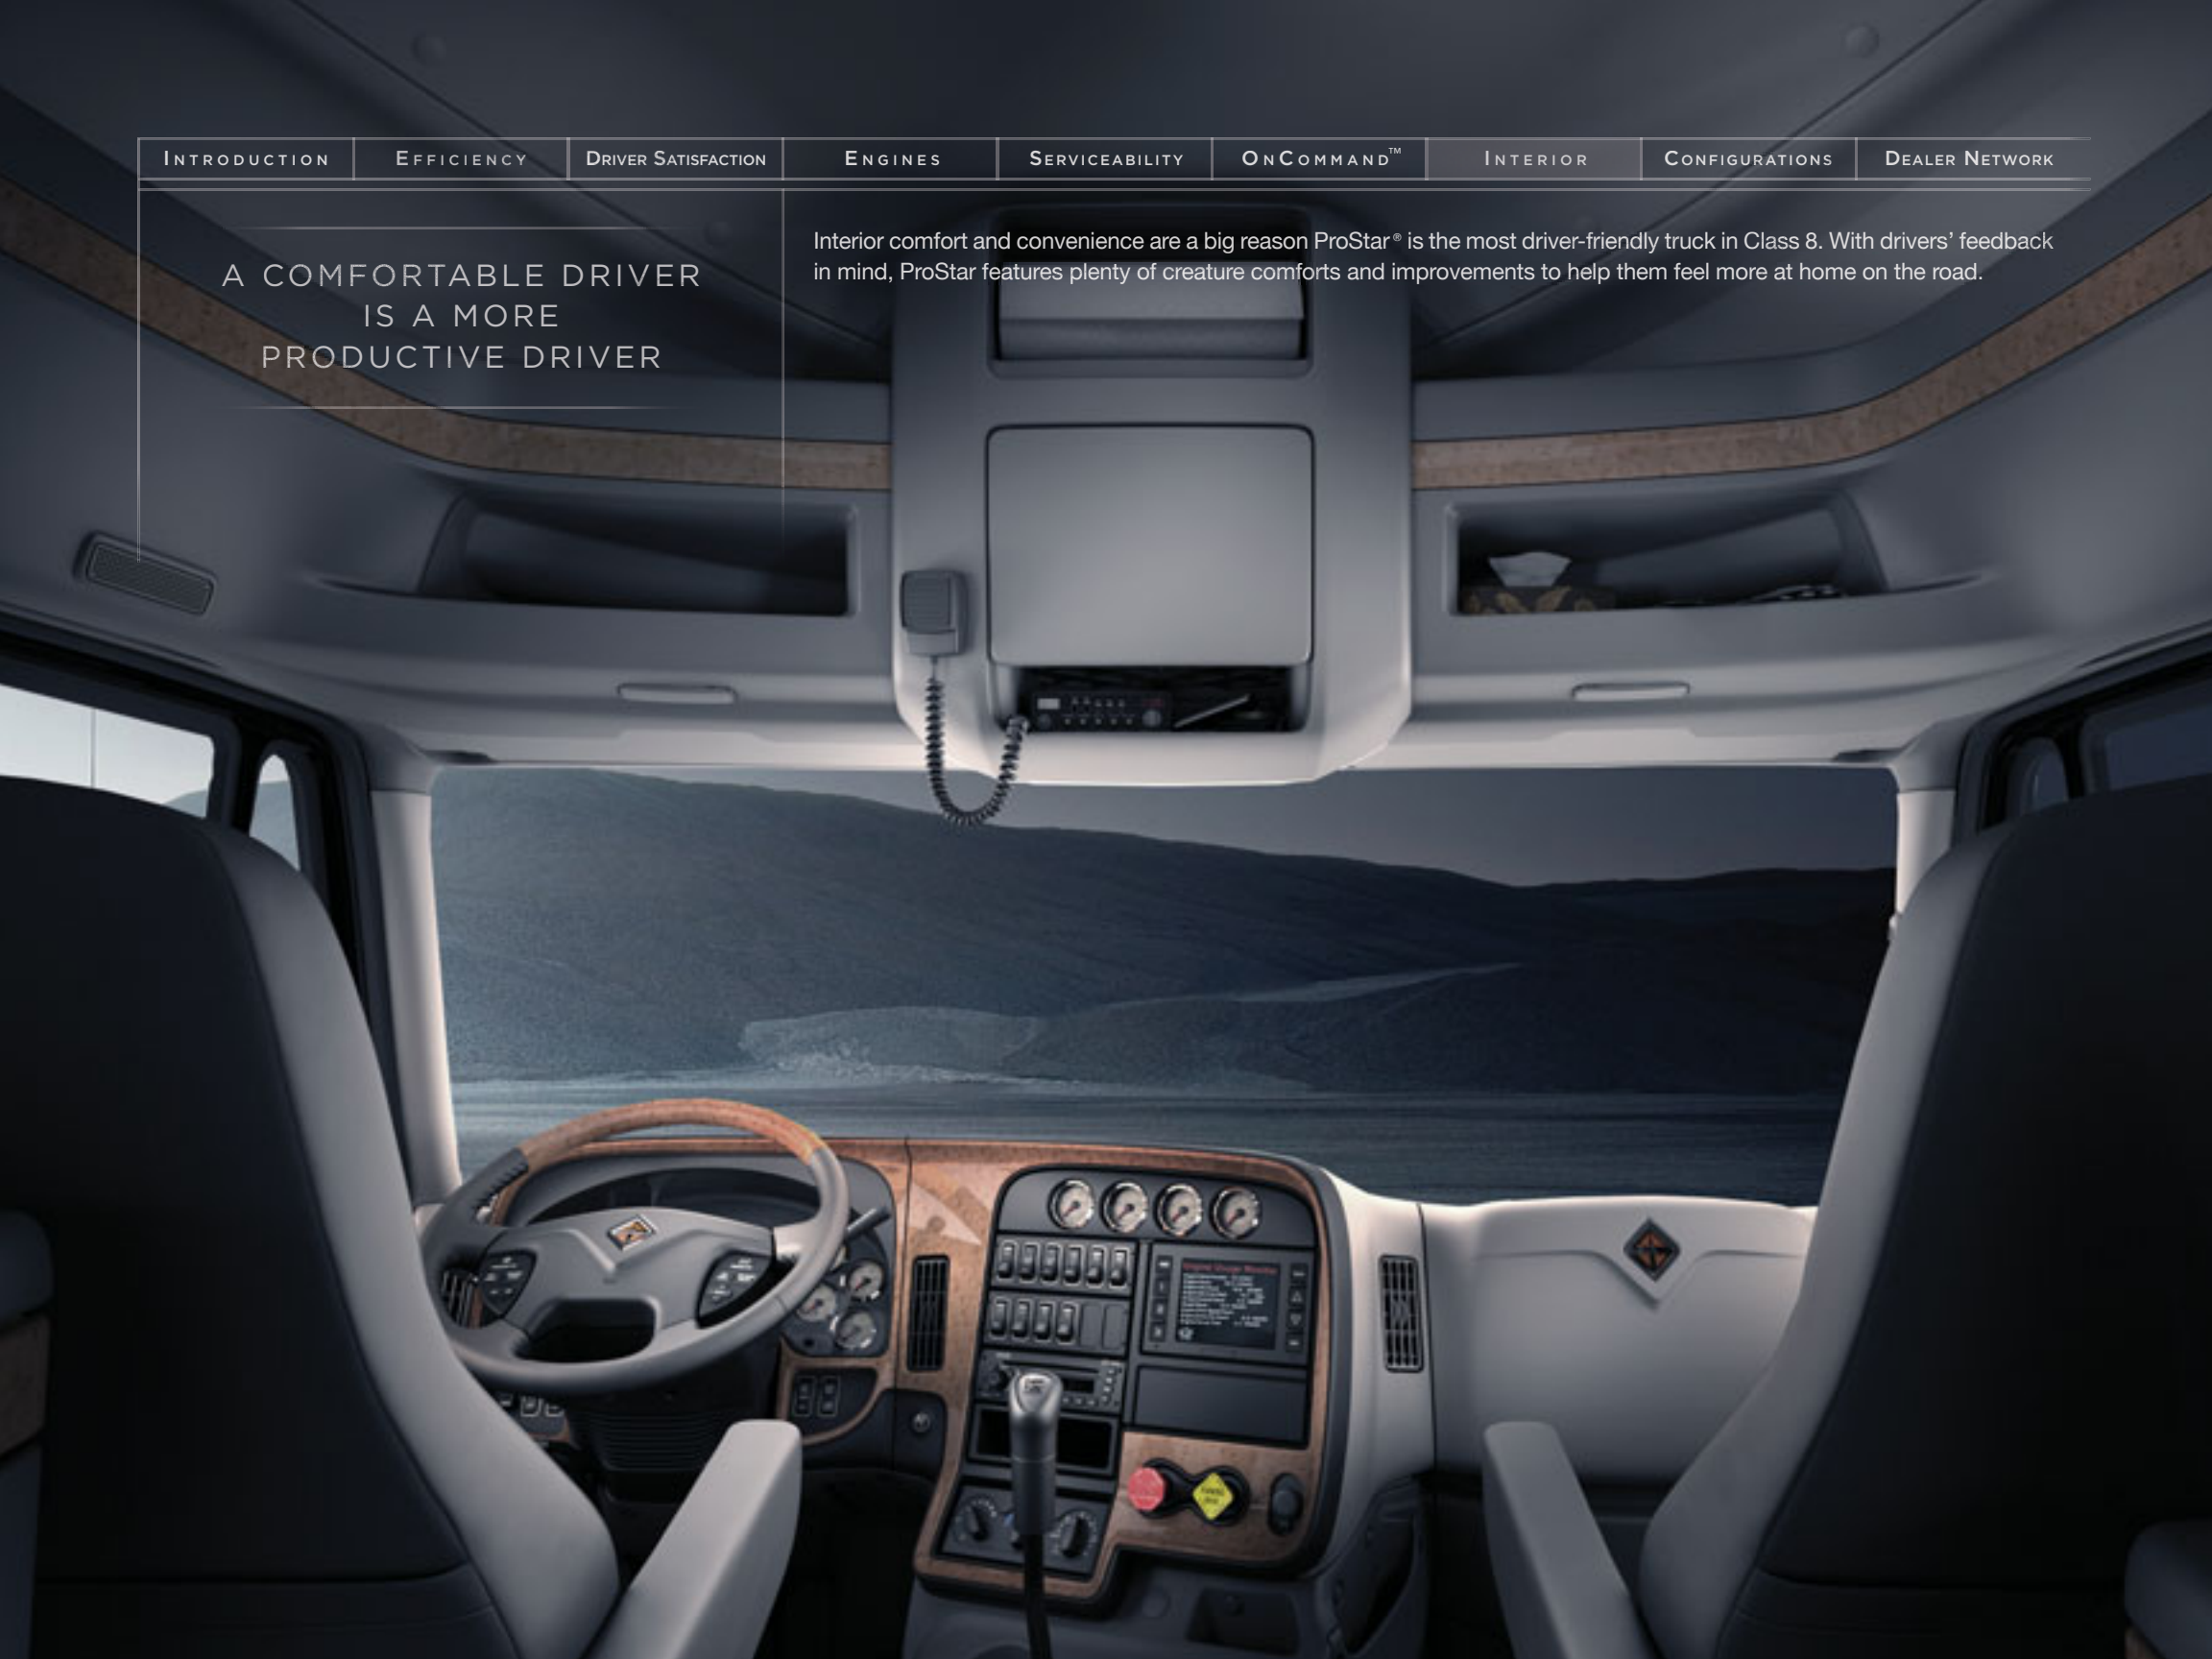 INTRODUCTION
EFFICIENCY
DRIVER SATISFACTION
ENGINES
SERVICEABILITY
ONCOMMAND™
INTERIOR
CONFIGURATIONS
DEALER NETWORK
A COMFORTABLE DRIVER
IS A MORE
PRODUCTIVE DRIVER
Interior comfort and convenience are a big reason ProStar® is the most driver-friendly truck in Class 8. With drivers’ feedback
in mind, ProStar features plenty of creature comforts and improvements to help them feel more at home on the road.